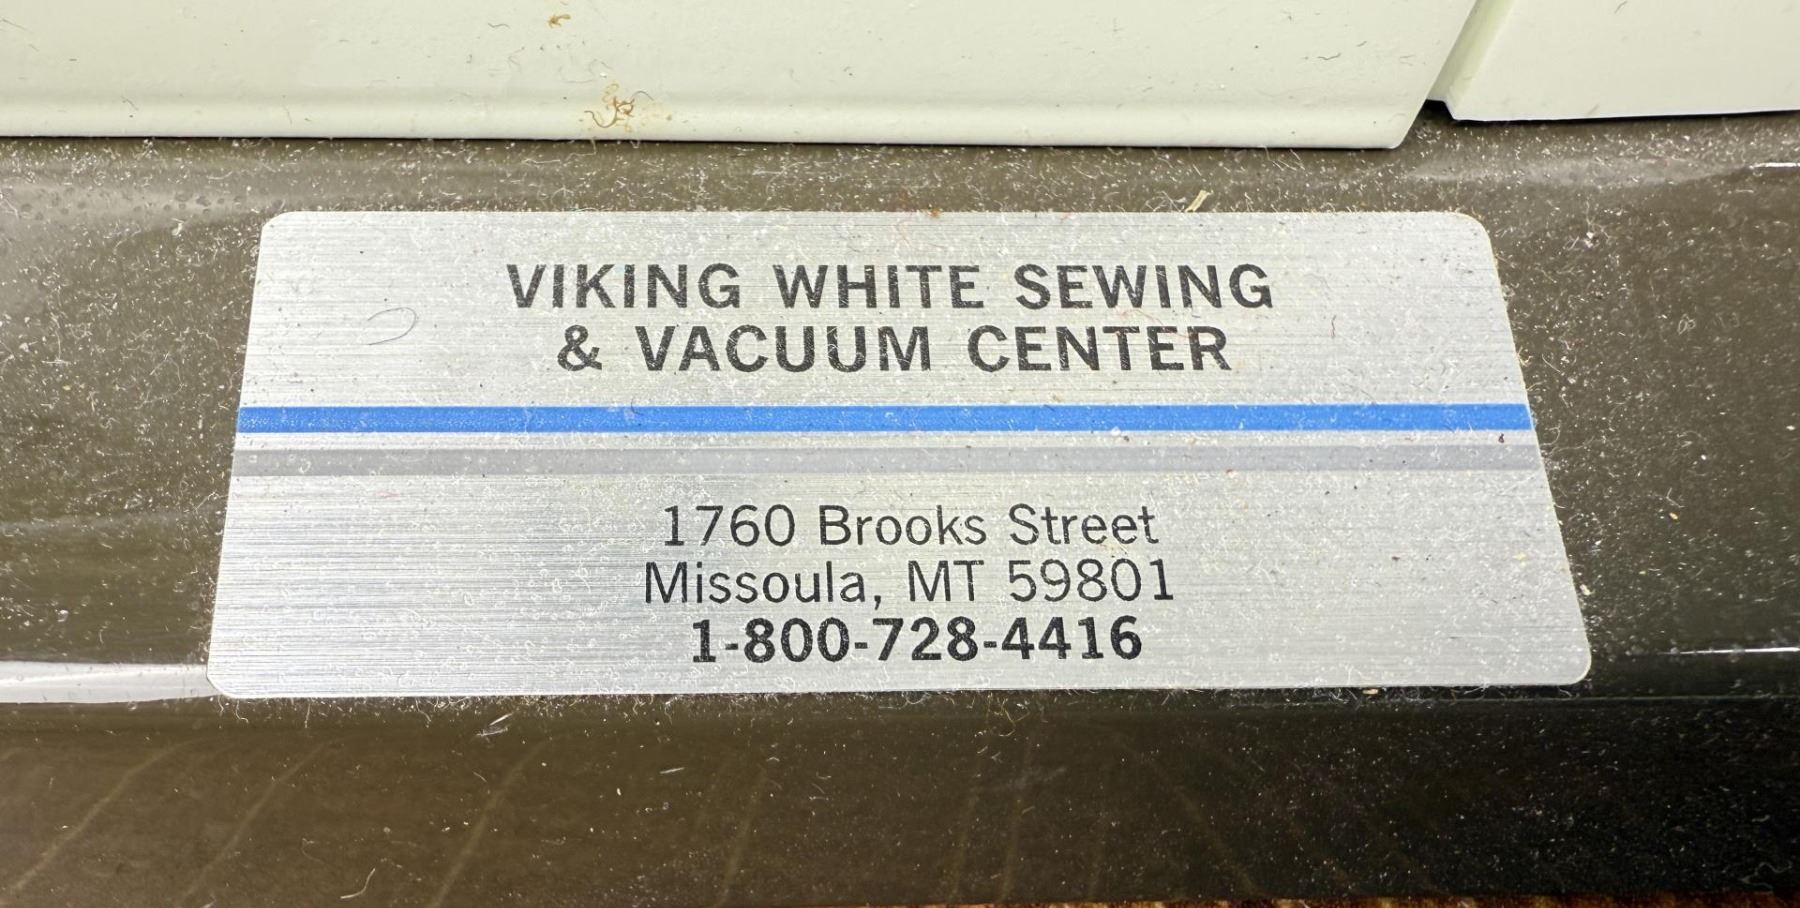 VIKING WHITE SEWING
& VACUUM CENTER
1760 Brooks Street
Missoula, MT 59801
1-800-728-4416